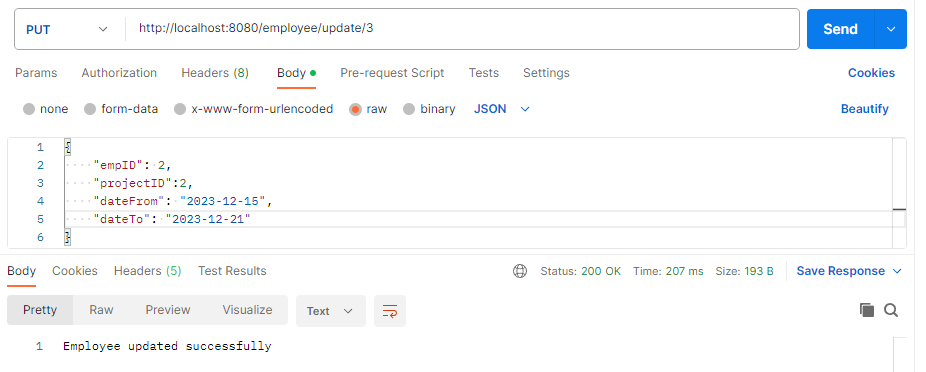 PUT http://localhost:8080/employee/update/3 Send
Params Authorization Headers (8) Body Pre-request Script Tests Settings Cookies
none form-data x-www-form-urlencoded raw binary JSON Beautify
1 {
2 "empID": 2,
3 "projectID":2,
4 "dateFrom": "2023-12-15",
5 "dateTo": "2023-12-21"
6 }
Body Cookies Headers (5) Test Results Status: 200 OK Time: 207 ms Size: 193 B Save Response
Pretty Raw Preview Visualize Text
1 Employee updated successfully